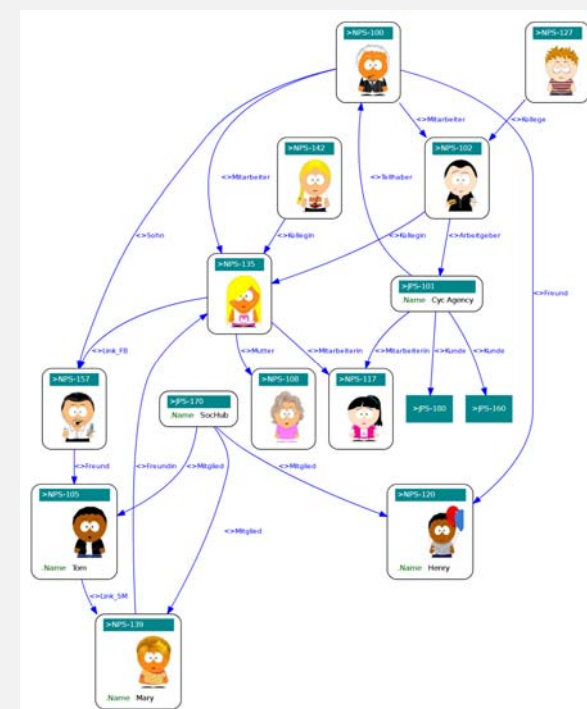 >NPS-100
>NPS-127
<>Mitarbeiter
<>Kollege
>NPS-142
>NPS-102
<>Mitarbeiter
<>Teilhaber
<>Sohn
<>Kollegin
<>Kollegin
<>Arbeitgeber
>NPS-135
>JPS-101
.Name Cyc Agency
<>Freund
<>Link_FB
<>Mutter
<>Mitarbeiterin
<>Mitarbeiterin
<>Kunde
<>Kunde
>NPS-157
>JPS-170
.Name SocHub
>NPS-108
>NPS-117
>JPS-180
>JPS-160
<>Freund
<>Freundin
<>Mitglied
<>Mitglied
>NPS-105
.Name Tom
<>Mitglied
>NPS-120
.Name Henry
<>Link_SM
>NPS-139
.Name Mary